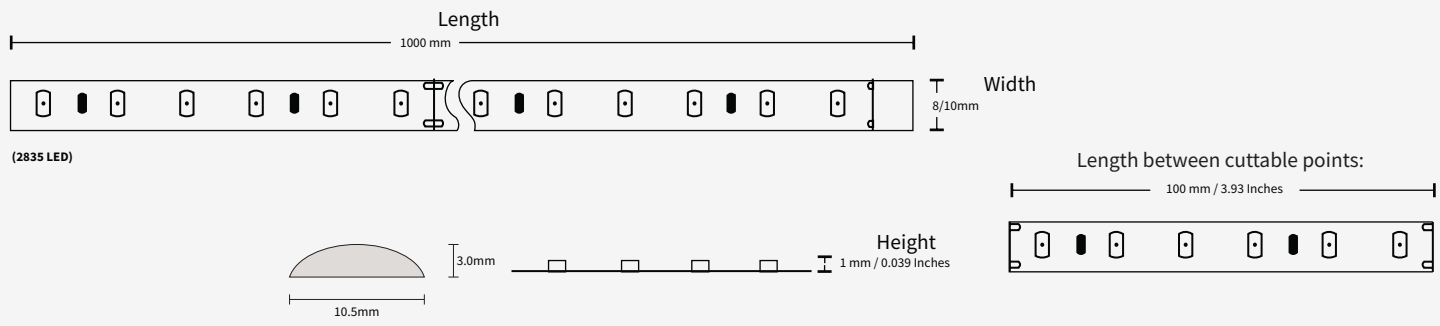 Length
1000 mm
Width
8/10mm
(2835 LED)
Length between cuttable points:
100 mm / 3.93 Inches
Height
3.0mm
1 mm / 0.039 Inches
10.5mm